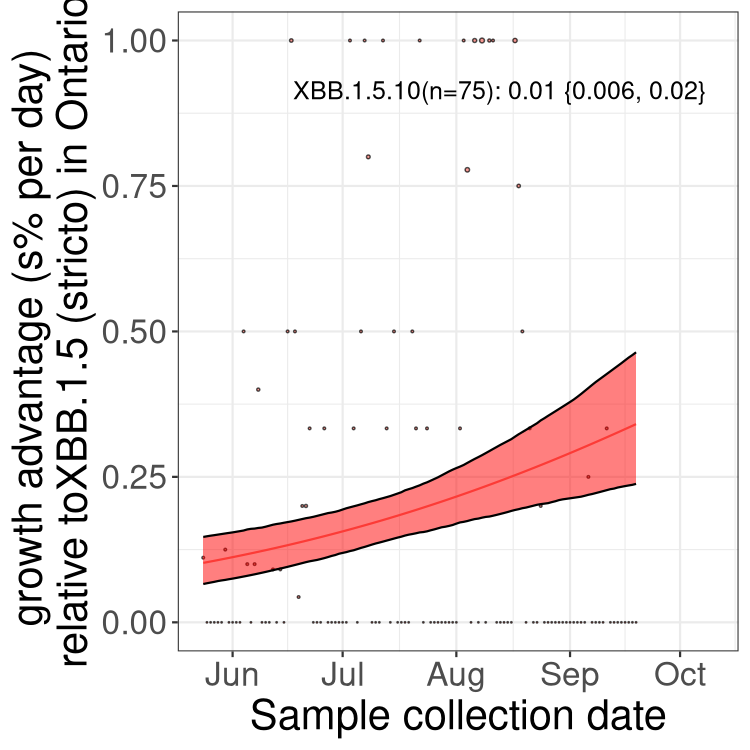 growth advantage (s% per day)
relative toXBB.1.5 (stricto) in Ontario
1.00
0.75
0.50
0.25
0.00
XBB.1.5.10(n=75): 0.01 {0.006, 0.02}
Jun Jul Aug Sep Oct
Sample collection date